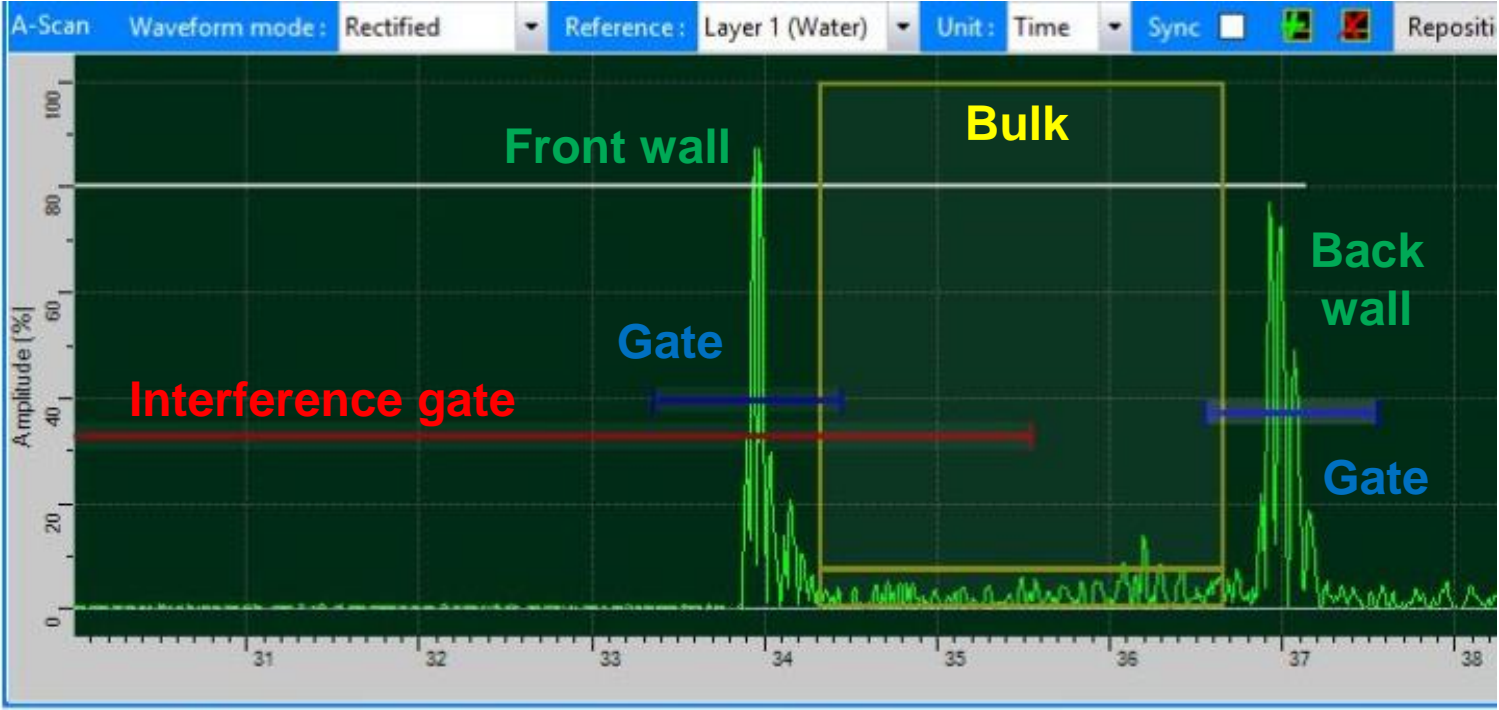 A-Scan Waveform mode : Rectified Reference : Layer 1 (Water) Unit : Time Sync Repositi
100
Bulk
Front wall
80
Back
wall
60
Gate
Interference gate
40
Amplitude [%]
Gate
20
0
31 32 33 34 35 36 37 38